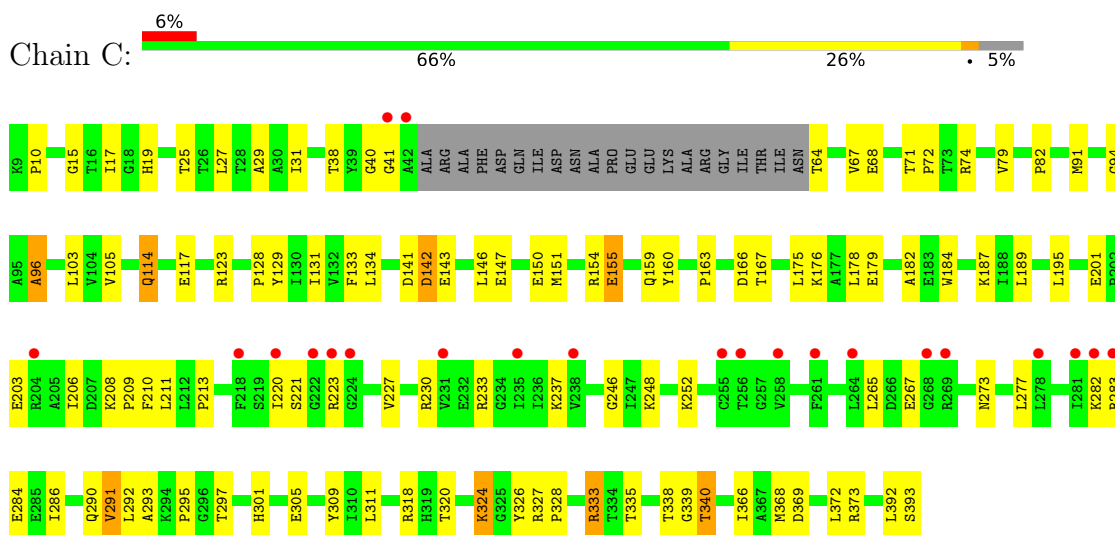 6%
Chain C:
66% 26% • 5%
K9 P10 G15 T16 I17 G18 H19 T25 T26 L27 T28 A29 A30 I31 T38 Y39 G40 G41 A42 ALA ARG ALA PHE ASP GLN ILE ASP ASN ALA PRO GLU GLU LYS ALA ARG GLY ILE THR ILE ASN T64 V67 E68 T71 P72 T73 R74 V79 P82 M91 G94
A95 A96 L103 V104 V105 Q114 E117 R123 P128 Y129 I130 I131 V132 F133 L134 D141 D142 E143 L146 E147 E150 M151 R154 E155 Q159 Y160 P163 D166 T167 L175 K176 A177 L178 E179 A182 E183 W184 K187 I188 L189 L195 E201 P202
E203 R204 A205 I206 D207 K208 P209 F210 L211 L212 P213 F218 S219 I220 S221 G222 R223 G224 V227 R230 V231 E232 R233 G234 I235 I236 K237 V238 G246 I247 K248 K252 C255 T256 G257 V258 F261 L264 L265 D266 E267 G268 R269 N273 L277 L278 I281 K282 R283
E284 E285 I286 Q290 V291 L292 A293 K294 P295 G296 T297 H301 E305 Y309 I310 L311 R318 H319 T320 K324 G325 Y326 R327 P328 R333 T334 T335 T338 G339 T340 I366 A367 M368 D369 L372 R373 L392 S393